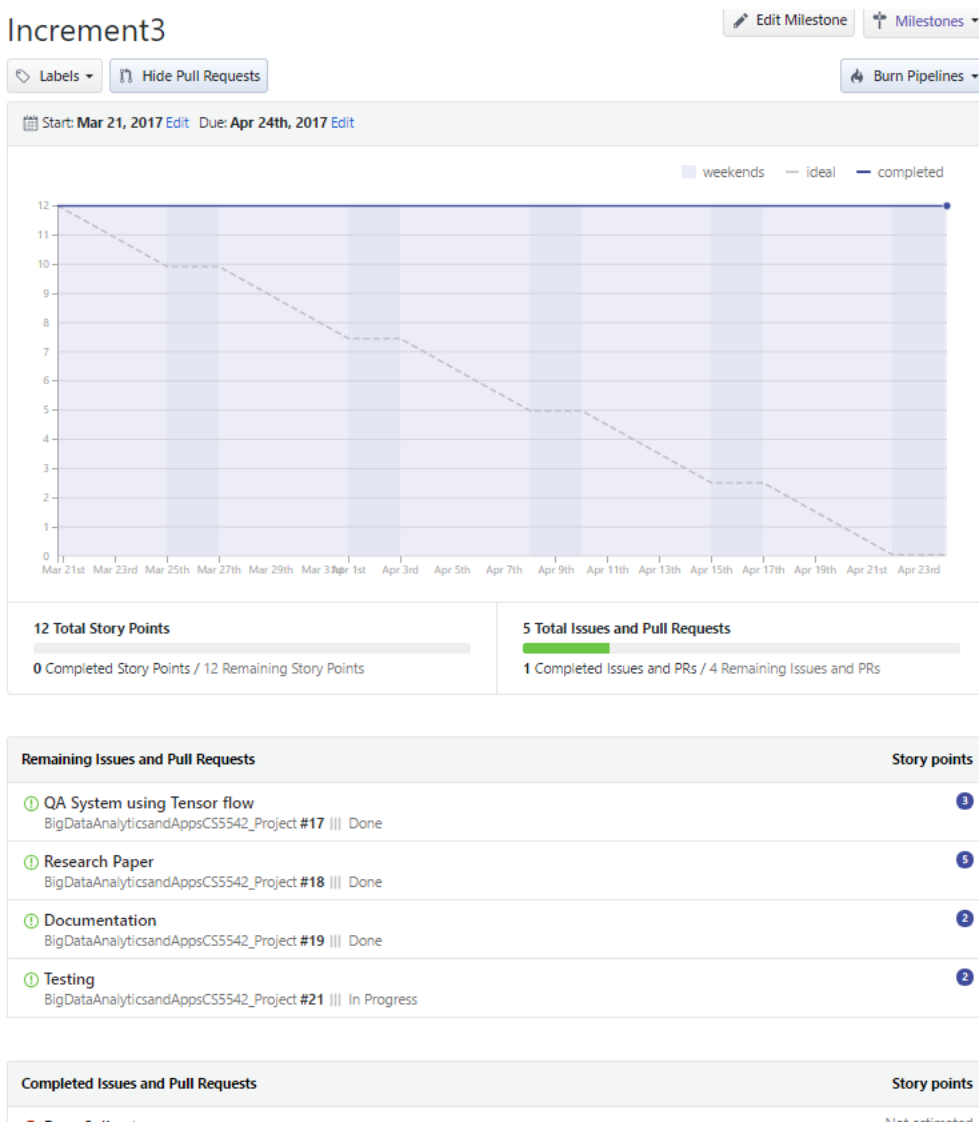 Increment3
Edit Milestone
Milestones
Labels
Hide Pull Requests
Burn Pipelines
Start: Mar 21, 2017 Edit Due: Apr 24th, 2017 Edit
weekends ideal completed
12
11
10
9
8
7
6
5
4
3
2
1
0
Mar 21st Mar 23rd Mar 25th Mar 27th Mar 29th Mar Apr 1st Apr 3rd Apr 5th Apr 7th Apr 9th Apr 11th Apr 13th Apr 15th Apr 17th Apr 19th Apr 21st Apr 23rd
12 Total Story Points
0 Completed Story Points / 12 Remaining Story Points
5 Total Issues and Pull Requests
1 Completed Issues and PRs / 4 Remaining Issues and PRs
Remaining Issues and Pull Requests Story points
QA System using Tensor flow 3
BigDataAnalyticsandAppsCS5542_Project #17 Done
Research Paper 5
BigDataAnalyticsandAppsCS5542_Project #18 Done
Documentation 2
BigDataAnalyticsandAppsCS5542_Project #19 Done
Testing 2
BigDataAnalyticsandAppsCS5542_Project #21 In Progress
Completed Issues and Pull Requests Story points
Not estimated